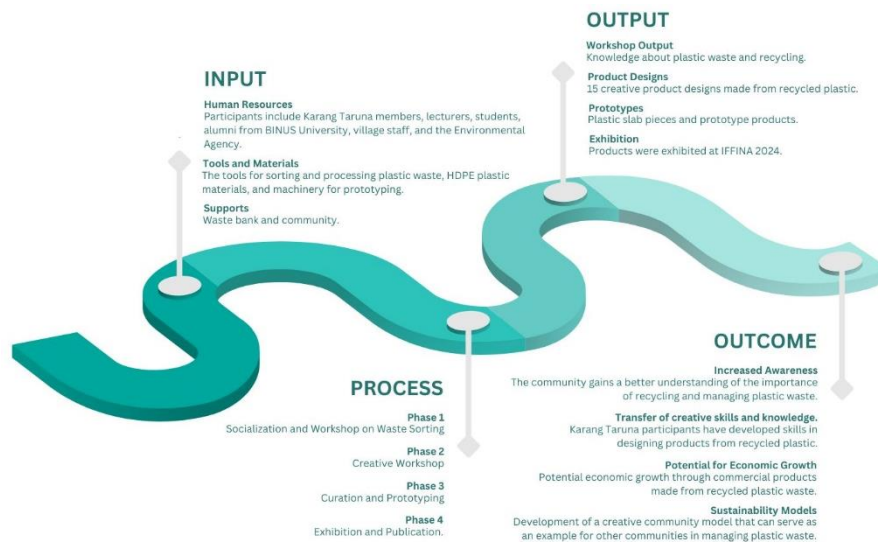 INPUT
Human Resources
Participants include Karang Taruna members, lecturers, students,
alumni from BINUS University, village staff, and the Environmental
Agency.
Tools and Materials
The tools for sorting and processing plastic waste, HDPE plastic
materials, and machinery for prototyping.
Supports
Waste bank and community.
PROCESS
Phase 1
Socialization and Workshop on Waste Sorting
Phase 2
Creative Workshop
Phase 3
Curation and Prototyping
Phase 4
Exhibition and Publication.
OUTPUT
Workshop Output
Knowledge about plastic waste and recycling.
Product Designs
15 creative product designs made from recycled plastic.
Prototypes
Plastic slab pieces and prototype products.
Exhibition
Products were exhibited at IFFINA 2024.
OUTCOME
Increased Awareness
The community gains a better understanding of the importance
of recycling and managing plastic waste.
Transfer of creative skills and knowledge.
Karang Taruna participants have developed skills in
designing products from recycled plastic.
Potential for Economic Growth
Potential economic growth through commercial products
made from recycled plastic waste.
Sustainability Models
Development of a creative community model that can serve as
an example for other communities in managing plastic waste.